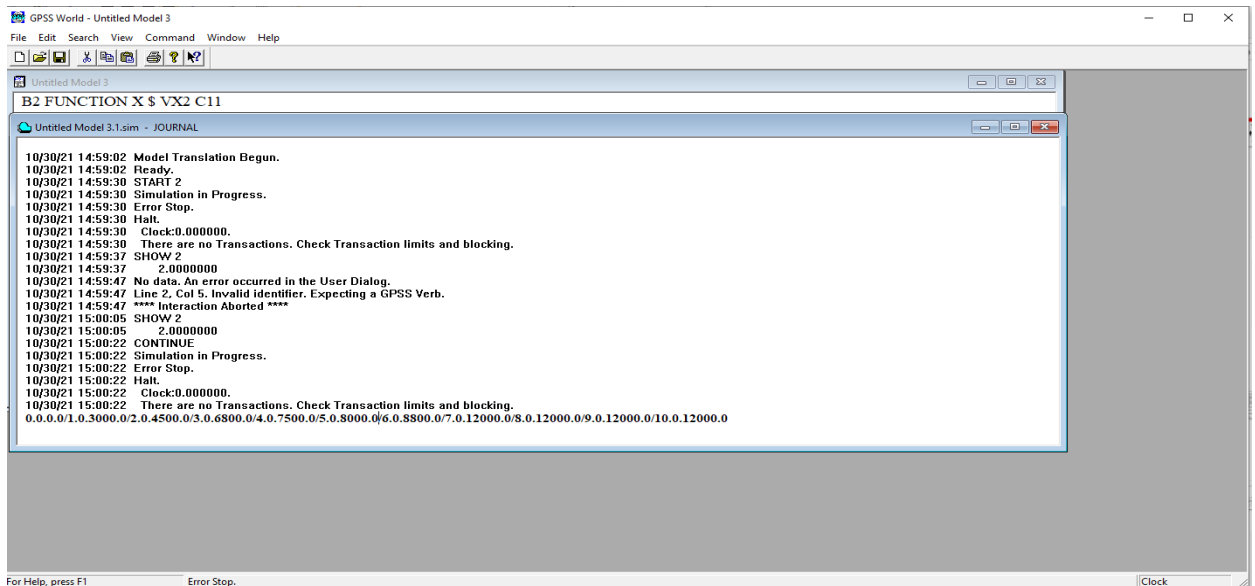 GPSS World - Untitled Model 3
File Edit Search View Command Window Help
Untitled Model 3
B2 FUNCTION X $ VX2 C11
Untitled Model 3.1.sim - JOURNAL
10/30/21 14:59:02 Model Translation Begun.
10/30/21 14:59:02 Ready.
10/30/21 14:59:30 START 2
10/30/21 14:59:30 Simulation in Progress.
10/30/21 14:59:30 Error Stop.
10/30/21 14:59:30 Halt.
10/30/21 14:59:30 Clock:0.000000.
10/30/21 14:59:30 There are no Transactions. Check Transaction limits and blocking.
10/30/21 14:59:37 SHOW 2
10/30/21 14:59:37 2.0000000
10/30/21 14:59:47 No data. An error occurred in the User Dialog.
10/30/21 14:59:47 Line 2, Col 5. Invalid identifier. Expecting a GPSS Verb.
10/30/21 14:59:47 **** Interaction Aborted ****
10/30/21 15:00:05 SHOW 2
10/30/21 15:00:05 2.0000000
10/30/21 15:00:22 CONTINUE
10/30/21 15:00:22 Simulation in Progress.
10/30/21 15:00:22 Error Stop.
10/30/21 15:00:22 Halt.
10/30/21 15:00:22 Clock:0.000000.
10/30/21 15:00:22 There are no Transactions. Check Transaction limits and blocking.
0.0.0.0/1.0.3000.0/2.0.4500.0/3.0.6800.0/4.0.7500.0/5.0.8000.0/6.0.8800.0/7.0.12000.0/8.0.12000.0/9.0.12000.0/10.0.12000.0
For Help, press F1 Error Stop. Clock